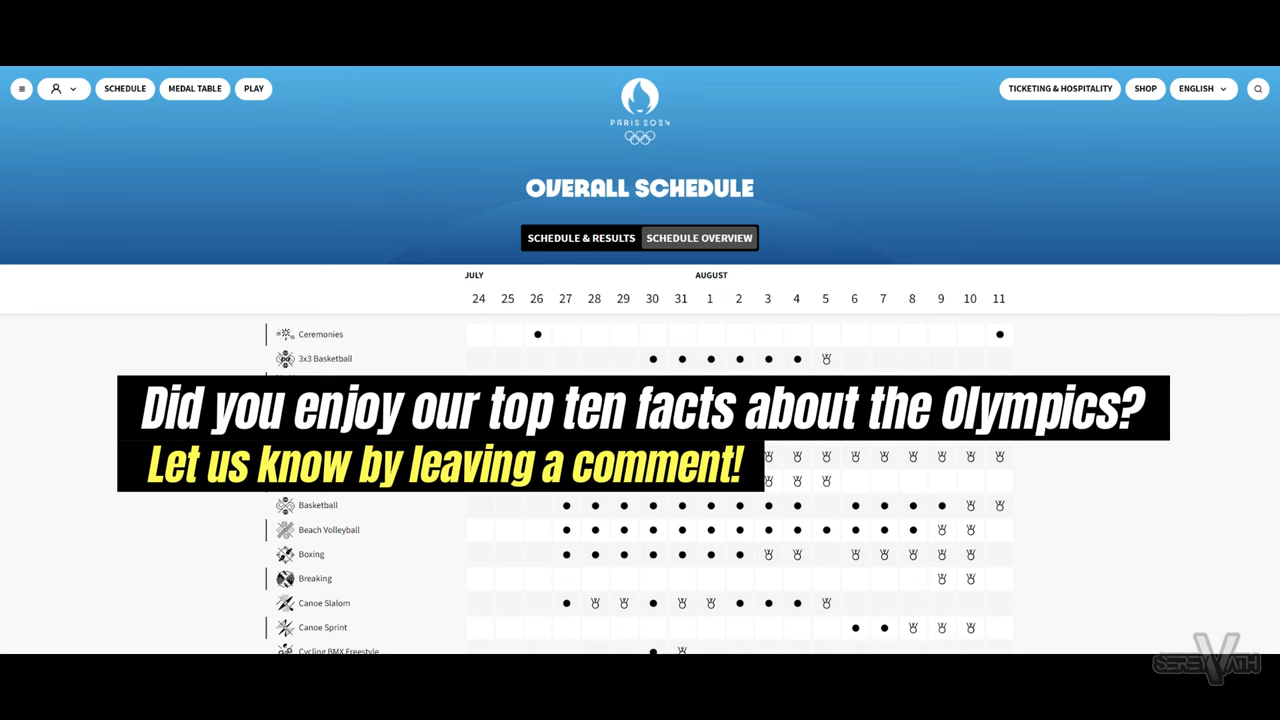 SCHEDULE MEDAL TABLE PLAY TICKETING & HOSPITALITY SHOP ENGLISH
PARIS 2024
OVERALL SCHEDULE
SCHEDULE & RESULTS SCHEDULE OVERVIEW
JULY AUGUST
24 25 26 27 28 29 30 31 1 2 3 4 5 6 7 8 9 10 11
Ceremonies
3x3 Basketball
Did you enjoy our top ten facts about the Olympics?
Let us know by leaving a comment!
Basketball
Beach Volleyball
Boxing
Breaking
Canoe Slalom
Canoe Sprint
Cycling BMX Freestyle
SEREYVATH